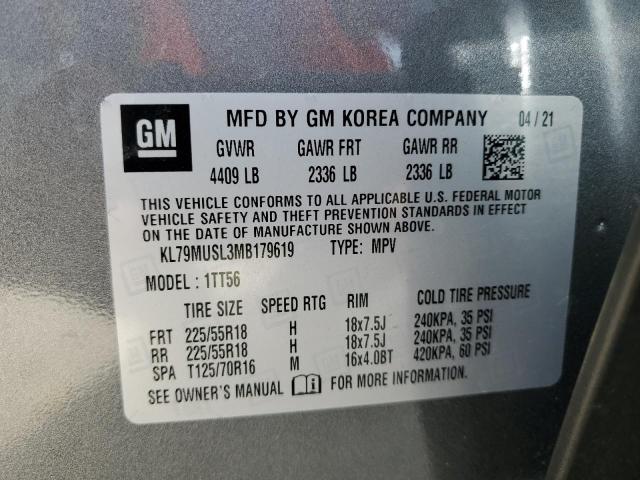 GM MFD BY GM KOREA COMPANY 04 / 21
GVWR GAWR FRT GAWR RR
4409 LB 2336 LB 2336 LB
THIS VEHICLE CONFORMS TO ALL APPLICABLE U.S. FEDERAL MOTOR
VEHICLE SAFETY AND THEFT PREVENTION STANDARDS IN EFFECT
ON THE DATE OF MANUFACTURE SHOWN ABOVE.
KL79MUSL3MB179619 TYPE: MPV
MODEL : 1TT56
TIRE SIZE SPEED RTG RIM COLD TIRE PRESSURE
FRT 225/55R18 H 18x7.5J 240KPA, 35 PSI
RR 225/55R18 H 18x7.5J 240KPA, 35 PSI
SPA T125/70R16 M 16x4.0BT 420KPA, 60 PSI
SEE OWNER'S MANUAL FOR MORE INFORMATION.